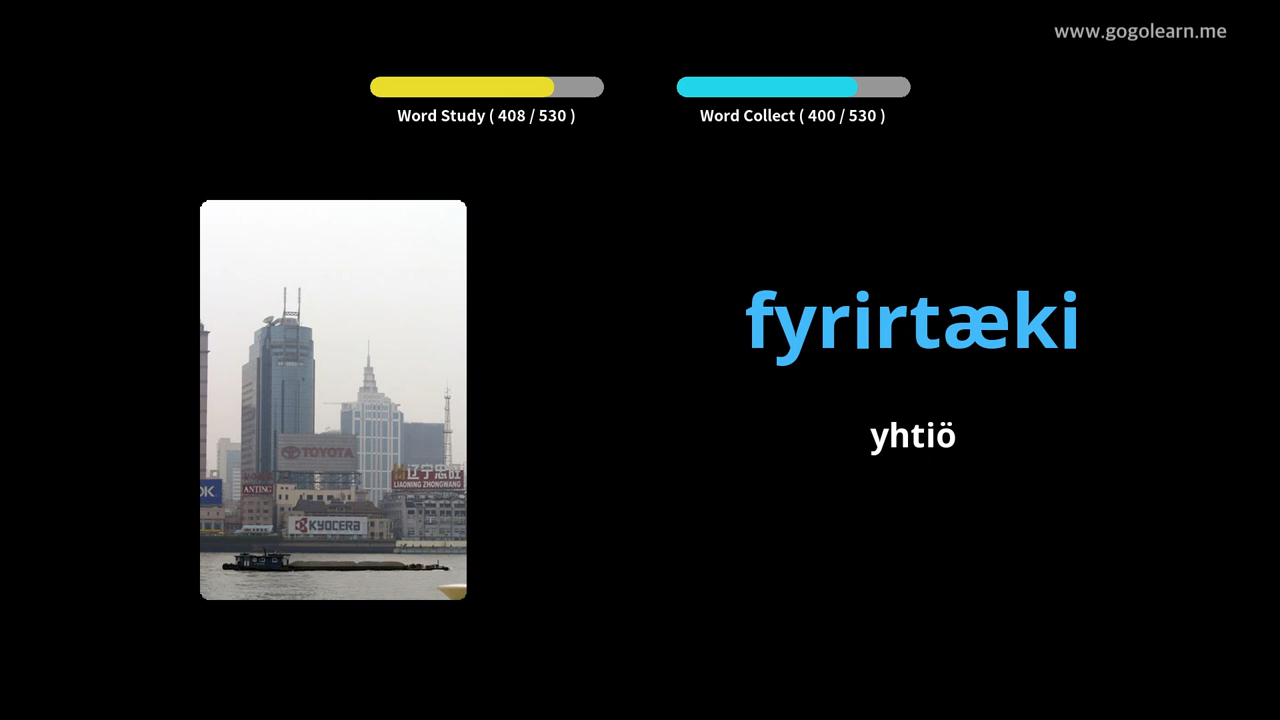 www.gogolearn.me
Word Study ( 408 / 530 )
Word Collect ( 400 / 530 )
fyrirtæki
yhtiö
TOYOTA
辽宁忠旺
LIAONING ZHONGWANG
OK
ANTING
KYOCERA